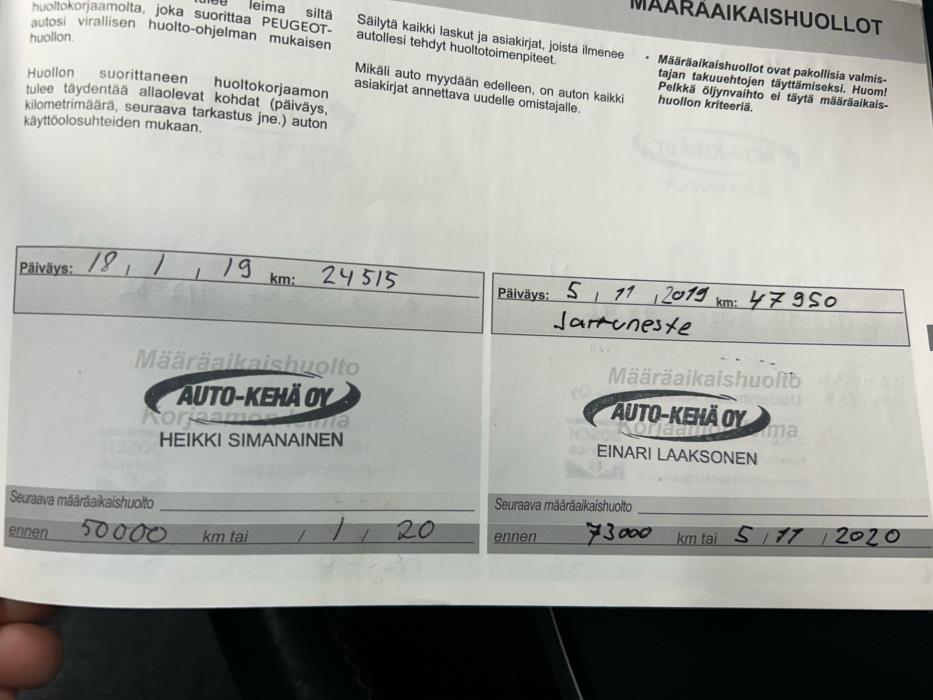 huoltokorjaamolta, joka suorittaa PEUGEOT-
autosi virallisen huolto-ohjelman mukaisen
huollon.
Huollon suorittaneen huoltokorjaamon
tulee täydentää allaolevat kohdat (päiväys,
kilometrimäärä, seuraava tarkastus jne.) auton
käyttöolosuhteiden mukaan.
Säilytä kaikki laskut ja asiakirjat, joista ilmenee
autollesi tehdyt huoltotoimenpiteet.
Mikäli auto myydään edelleen, on auton kaikki
asiakirjat annettava uudelle omistajalle.
MÄÄRÄAIKAISHUOLLOT
• Määräaikaishuollot ovat pakollisia valmis-
tajan takuuehtojen täyttämiseksi. Huom!
Pelkkä öljynvaihto ei täytä määräaikais-
huollon kriteeriä.
Päiväys: 18 / 1 / 19 km: 24515
Määräaikaishuolto
AUTO-KEHÄ OY
Korjaamon leima
HEIKKI SIMANAINEN
Seuraava määräaikaishuolto
ennen 50000 km tai / 1 / 20
Päiväys: 5 / 11 / 2019 km: 47950
Jarruneste
Määräaikaishuolto
AUTO-KEHÄ OY
Korjaamon leima
EINARI LAAKSONEN
Seuraava määräaikaishuolto
ennen 73000 km tai 5 / 11 / 2020